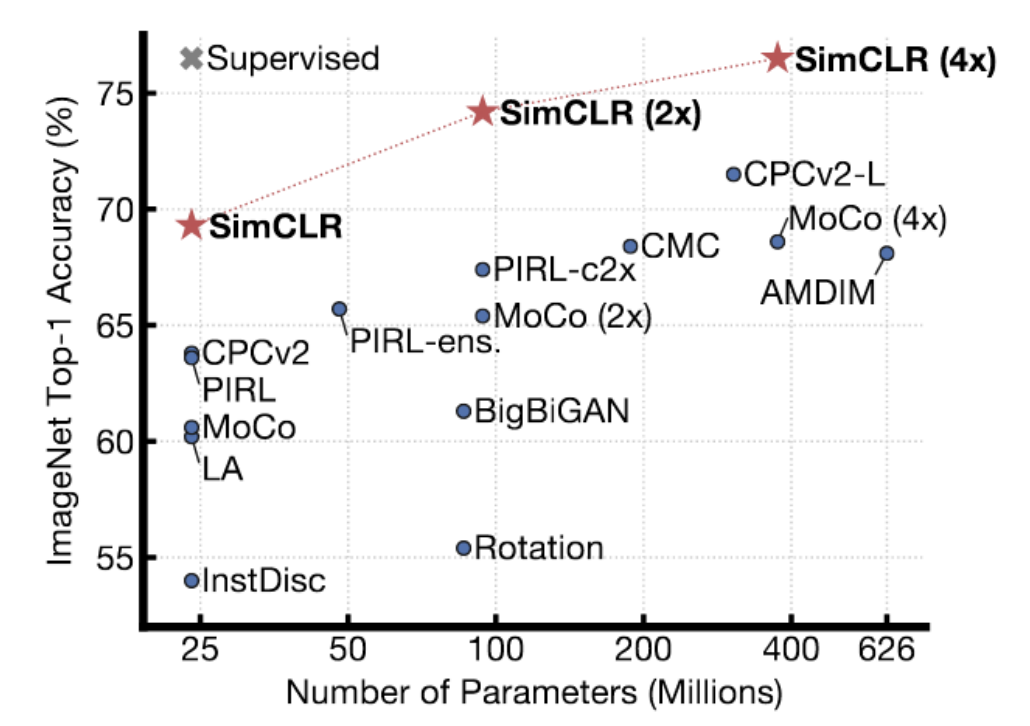 Supervised
SimCLR (4x)
75
SimCLR (2x)
CPCv2-L
70
SimCLR
MoCo (4x)
CMC
PIRL-c2x
AMDIM
MoCo (2x)
65
PIRL-ens.
CPCv2
PIRL
BigBiGAN
MoCo
60
LA
Rotation
55
InstDisc
25 50 100 200 400 626
Number of Parameters (Millions)
ImageNet Top-1 Accuracy (%)